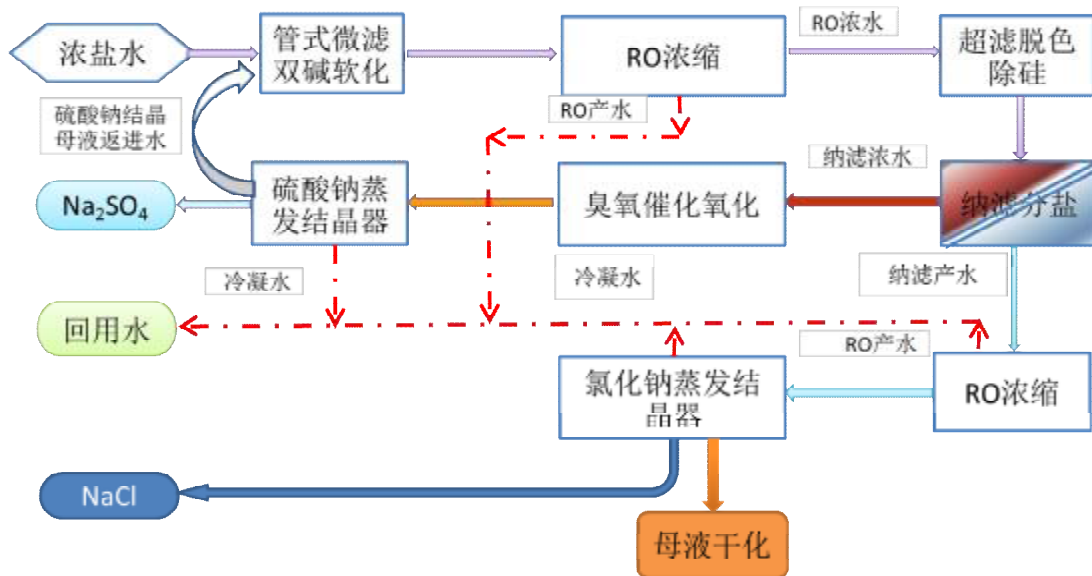 浓盐水
管式微滤
双碱软化
RO浓缩
RO浓水
超滤脱色
除硅
RO产水
硫酸钠结晶
母液返进水
Na₂SO₄
硫酸钠蒸
发结晶器
臭氧催化氧化
纳滤浓水
纳滤分盐
冷凝水
冷凝水
纳滤产水
回用水
RO产水
氯化钠蒸发结
晶器
RO浓缩
NaCl
母液干化